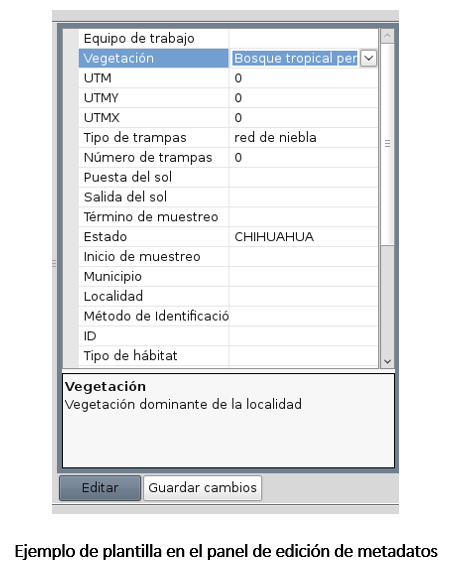 Equipo de trabajo
Vegetación Bosque tropical per
UTM 0
UTMY 0
UTMX 0
Tipo de trampas red de niebla
Número de trampas 0
Puesta del sol
Salida del sol
Término de muestreo
Estado CHIHUAHUA
Inicio de muestreo
Municipio
Localidad
Método de Identificació
ID
Tipo de hábitat
Vegetación
Vegetación dominante de la localidad
Editar Guardar cambios
Ejemplo de plantilla en el panel de edición de metadatos